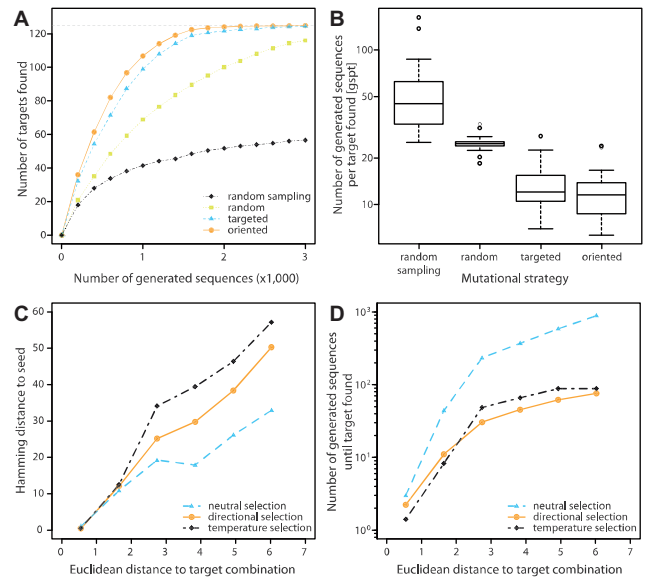 A
Number of targets found
120
100
80
60
40
20
0
random sampling
random
targeted
oriented
0 1 2 3
Number of generated sequences (x1,000)
B
Number of generated sequences
per target found [gspt]
100
50
20
10
random sampling
random
targeted
oriented
Mutational strategy
C
Hamming distance to seed
60
50
40
30
20
10
0
neutral selection
directional selection
temperature selection
0 1 2 3 4 5 6 7
Euclidean distance to target combination
D
Number of generated sequences
until target found
10³
10²
10¹
10⁰
neutral selection
directional selection
temperature selection
0 1 2 3 4 5 6 7
Euclidean distance to target combination